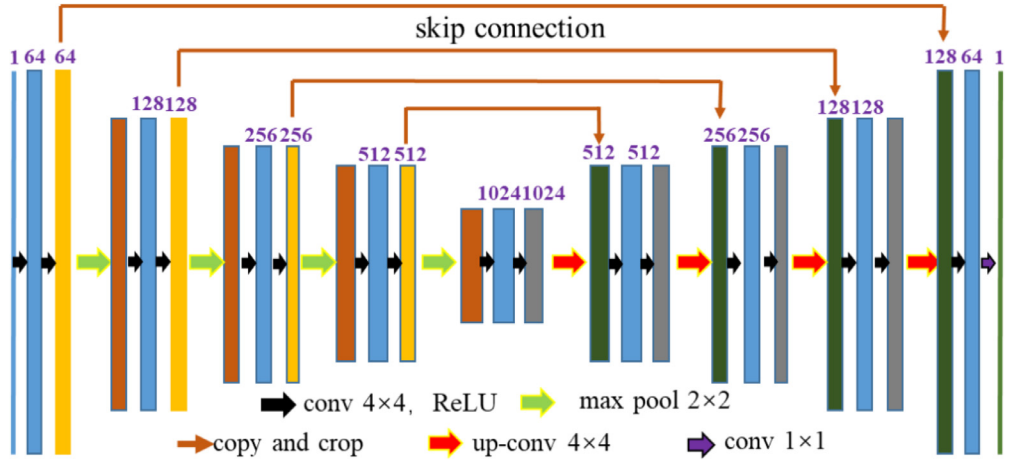 skip connection
1 64 64
128 64 1
128 128
128 128
256 256
256 256
512 512
512 512
1024 1024
conv 4×4, ReLU
max pool 2×2
copy and crop
up-conv 4×4
conv 1×1